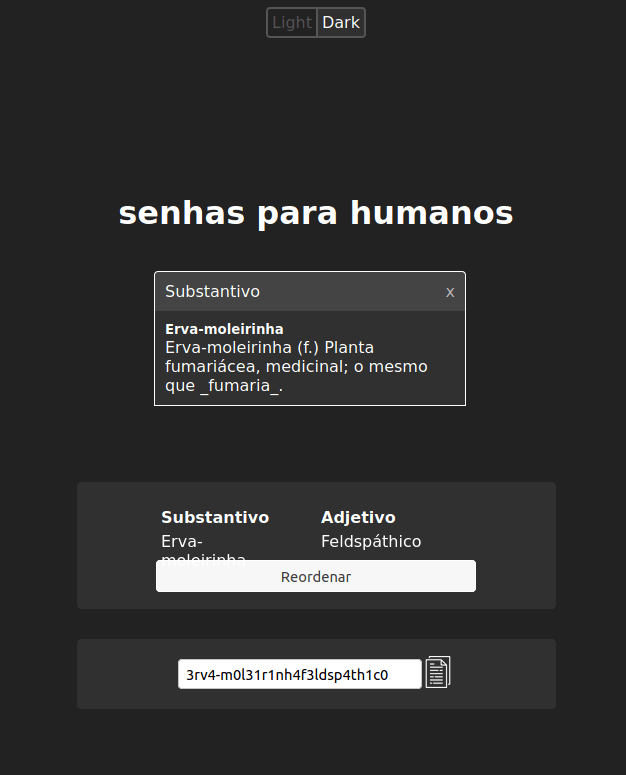 Light Dark
senhas para humanos
Substantivo x
Erva-moleirinha
Erva-moleirinha (f.) Planta
fumariácea, medicinal; o mesmo
que _fumaria_.
Substantivo Adjetivo
Erva- Feldspáthico
moleirinha
Reordenar
3rv4-m0l31r1nh4f3ldsp4th1c0